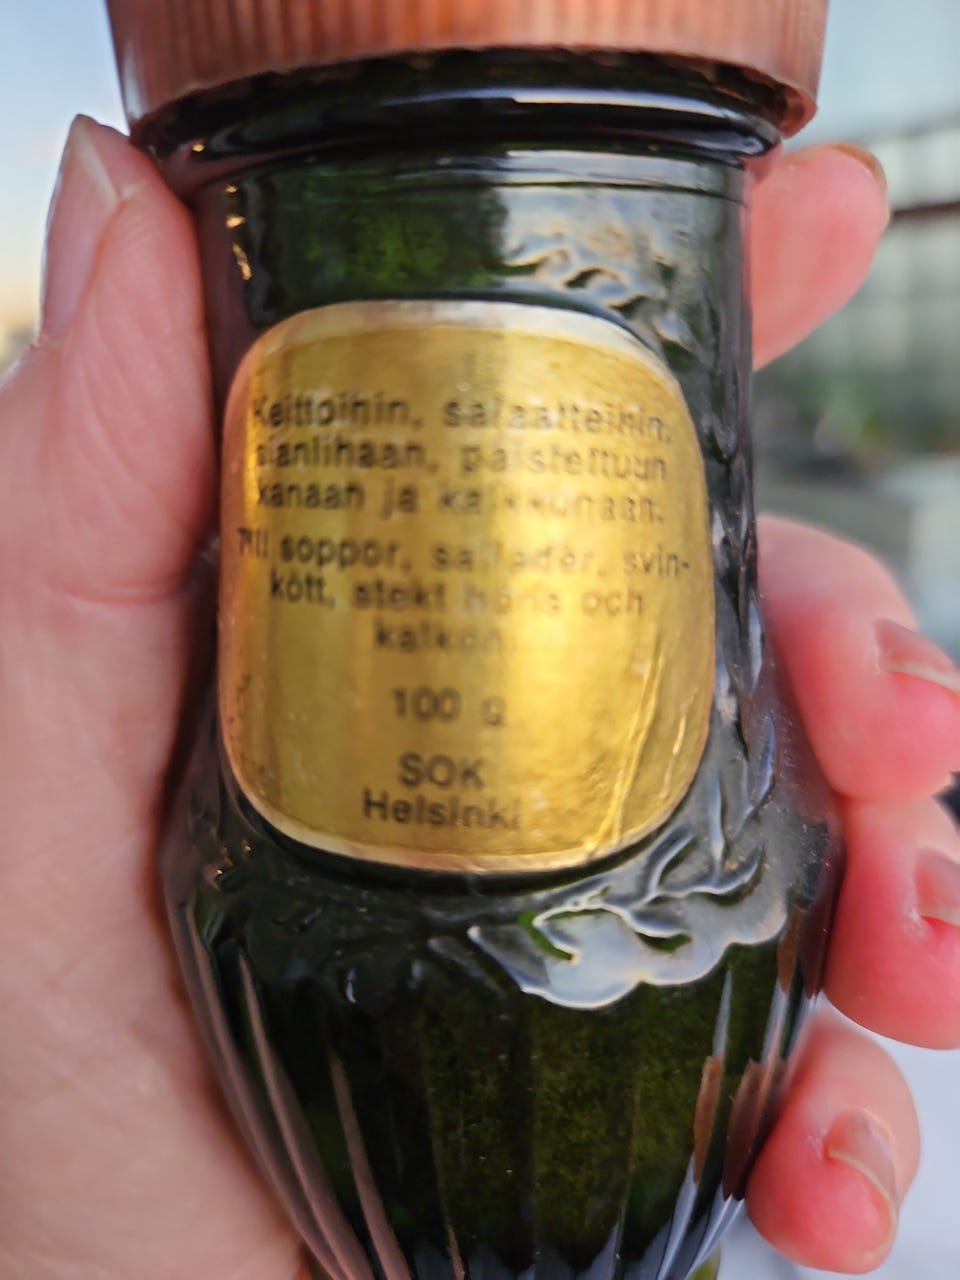 Keittoihin, salaatteihin,
sianlihaan, paistettuun
kanaan ja kalkkunaan.
Till soppor, sallader, svin-
kött, stekt höns och
kalkon
100 g
SOK
Helsinki